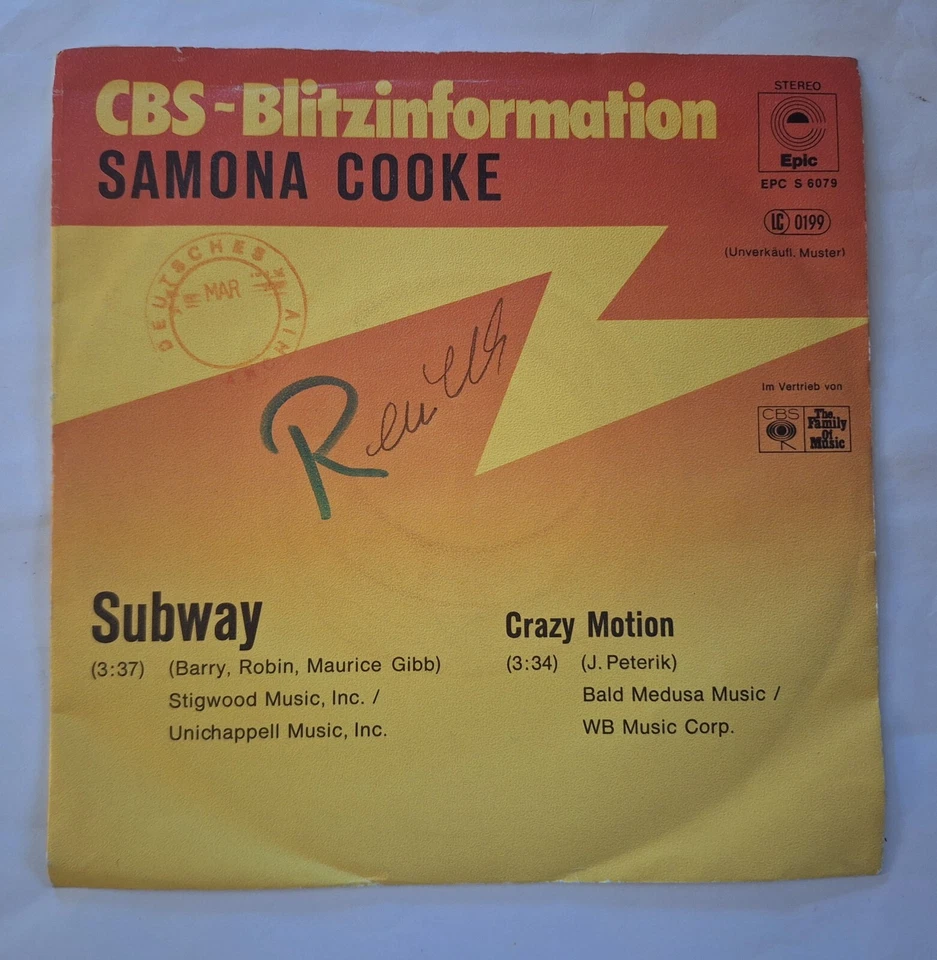 CBS-Blitzinformation
SAMONA COOKE
STEREO
Epic
EPC S 6079
LC 0199
(Unverkäufl. Muster)
DEUTSCHES
MAR
R
Im Vertrieb von
CBS
The
Family
Of
Music
Subway
(3:37) (Barry, Robin, Maurice Gibb)
Stigwood Music, Inc. /
Unichappell Music, Inc.
Crazy Motion
(3:34) (J. Peterik)
Bald Medusa Music /
WB Music Corp.